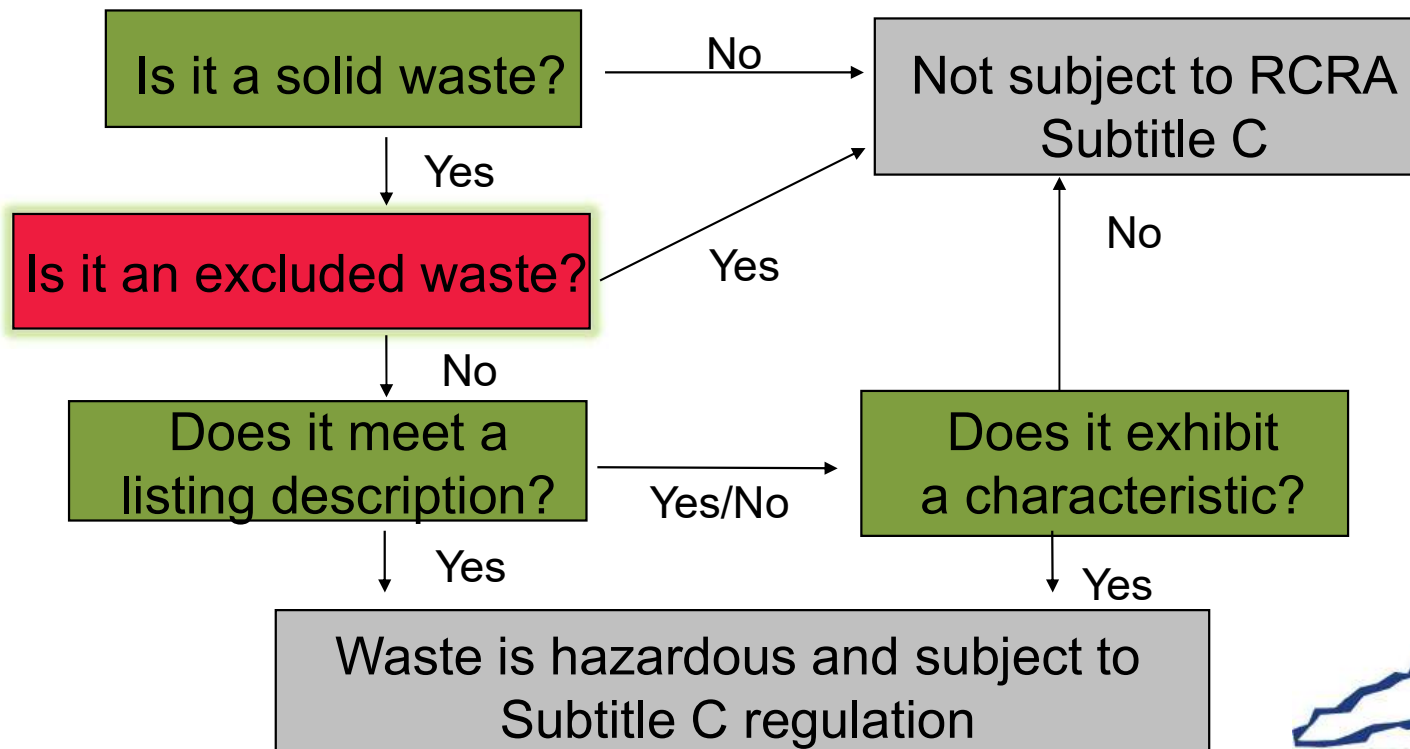 Is it a solid waste?
No
Not subject to RCRA
Subtitle C
Yes
Is it an excluded waste?
Yes
No
No
Does it meet a
listing description?
Yes/No
Does it exhibit
a characteristic?
Yes
Yes
Waste is hazardous and subject to
Subtitle C regulation